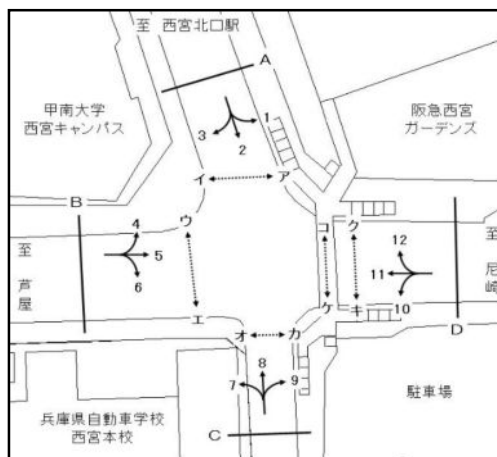 至 西宮北口駅
A
甲南大学
西宮キャンパス
阪急西宮
ガーデンズ
1
3
2
イ
ア
B
4
ウ
コ
ク
至 芦屋
5
12
至 尼崎
11
6
エ
ケ
キ
10
D
オ
カ
8
7
9
駐車場
兵庫県自動車学校
西宮本校
C